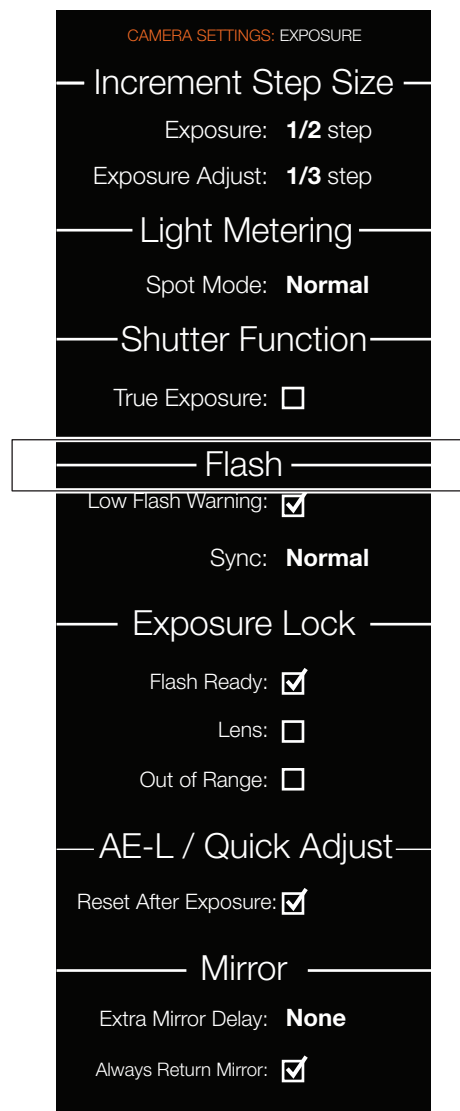 CAMERA SETTINGS: EXPOSURE
Increment Step Size
Exposure: 1/2 step
Exposure Adjust: 1/3 step
Light Metering
Spot Mode: Normal
Shutter Function
True Exposure:
Flash
Low Flash Warning:
Sync: Normal
Exposure Lock
Flash Ready:
Lens:
Out of Range:
AE-L / Quick Adjust
Reset After Exposure:
Mirror
Extra Mirror Delay: None
Always Return Mirror: